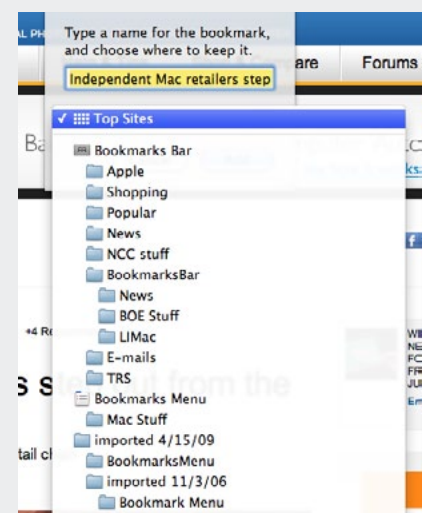 Type a name for the bookmark,
and choose where to keep it.
Independent Mac retailers step
are
Forums
✓ Top Sites
Bookmarks Bar
Apple
Shopping
Popular
News
NCC stuff
BookmarksBar
News
BOE Stuff
LIMac
E-mails
TRS
Bookmarks Menu
Mac Stuff
imported 4/15/09
BookmarksMenu
imported 11/3/06
Bookmark Menu
from the